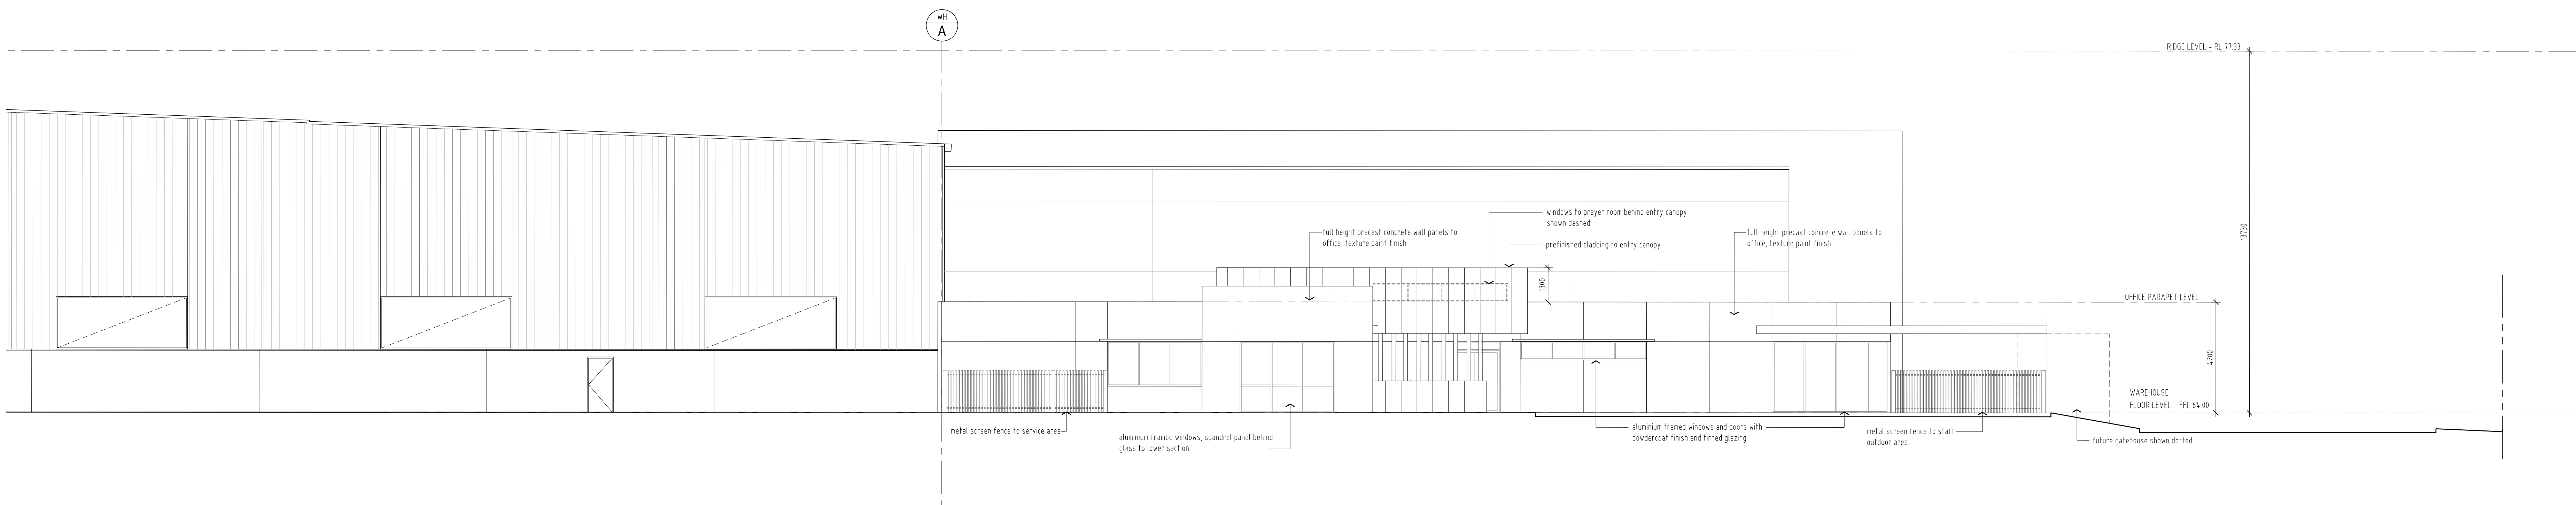 WH
A
RIDGE LEVEL - RL 77.33
windows to prayer room behind entry canopy
shown dashed
full height precast concrete wall panels to
office, texture paint finish
prefinished cladding to entry canopy
full height precast concrete wall panels to
office, texture paint finish
13730
1300
OFFICE PARAPET LEVEL
4200
WAREHOUSE
FLOOR LEVEL - FFL 64.00
metal screen fence to service area
aluminium framed windows, spandrel panel behind
glass to lower section
aluminium framed windows and doors with
powdercoat finish and tinted glazing
metal screen fence to staff
outdoor area
future gatehouse shown dotted